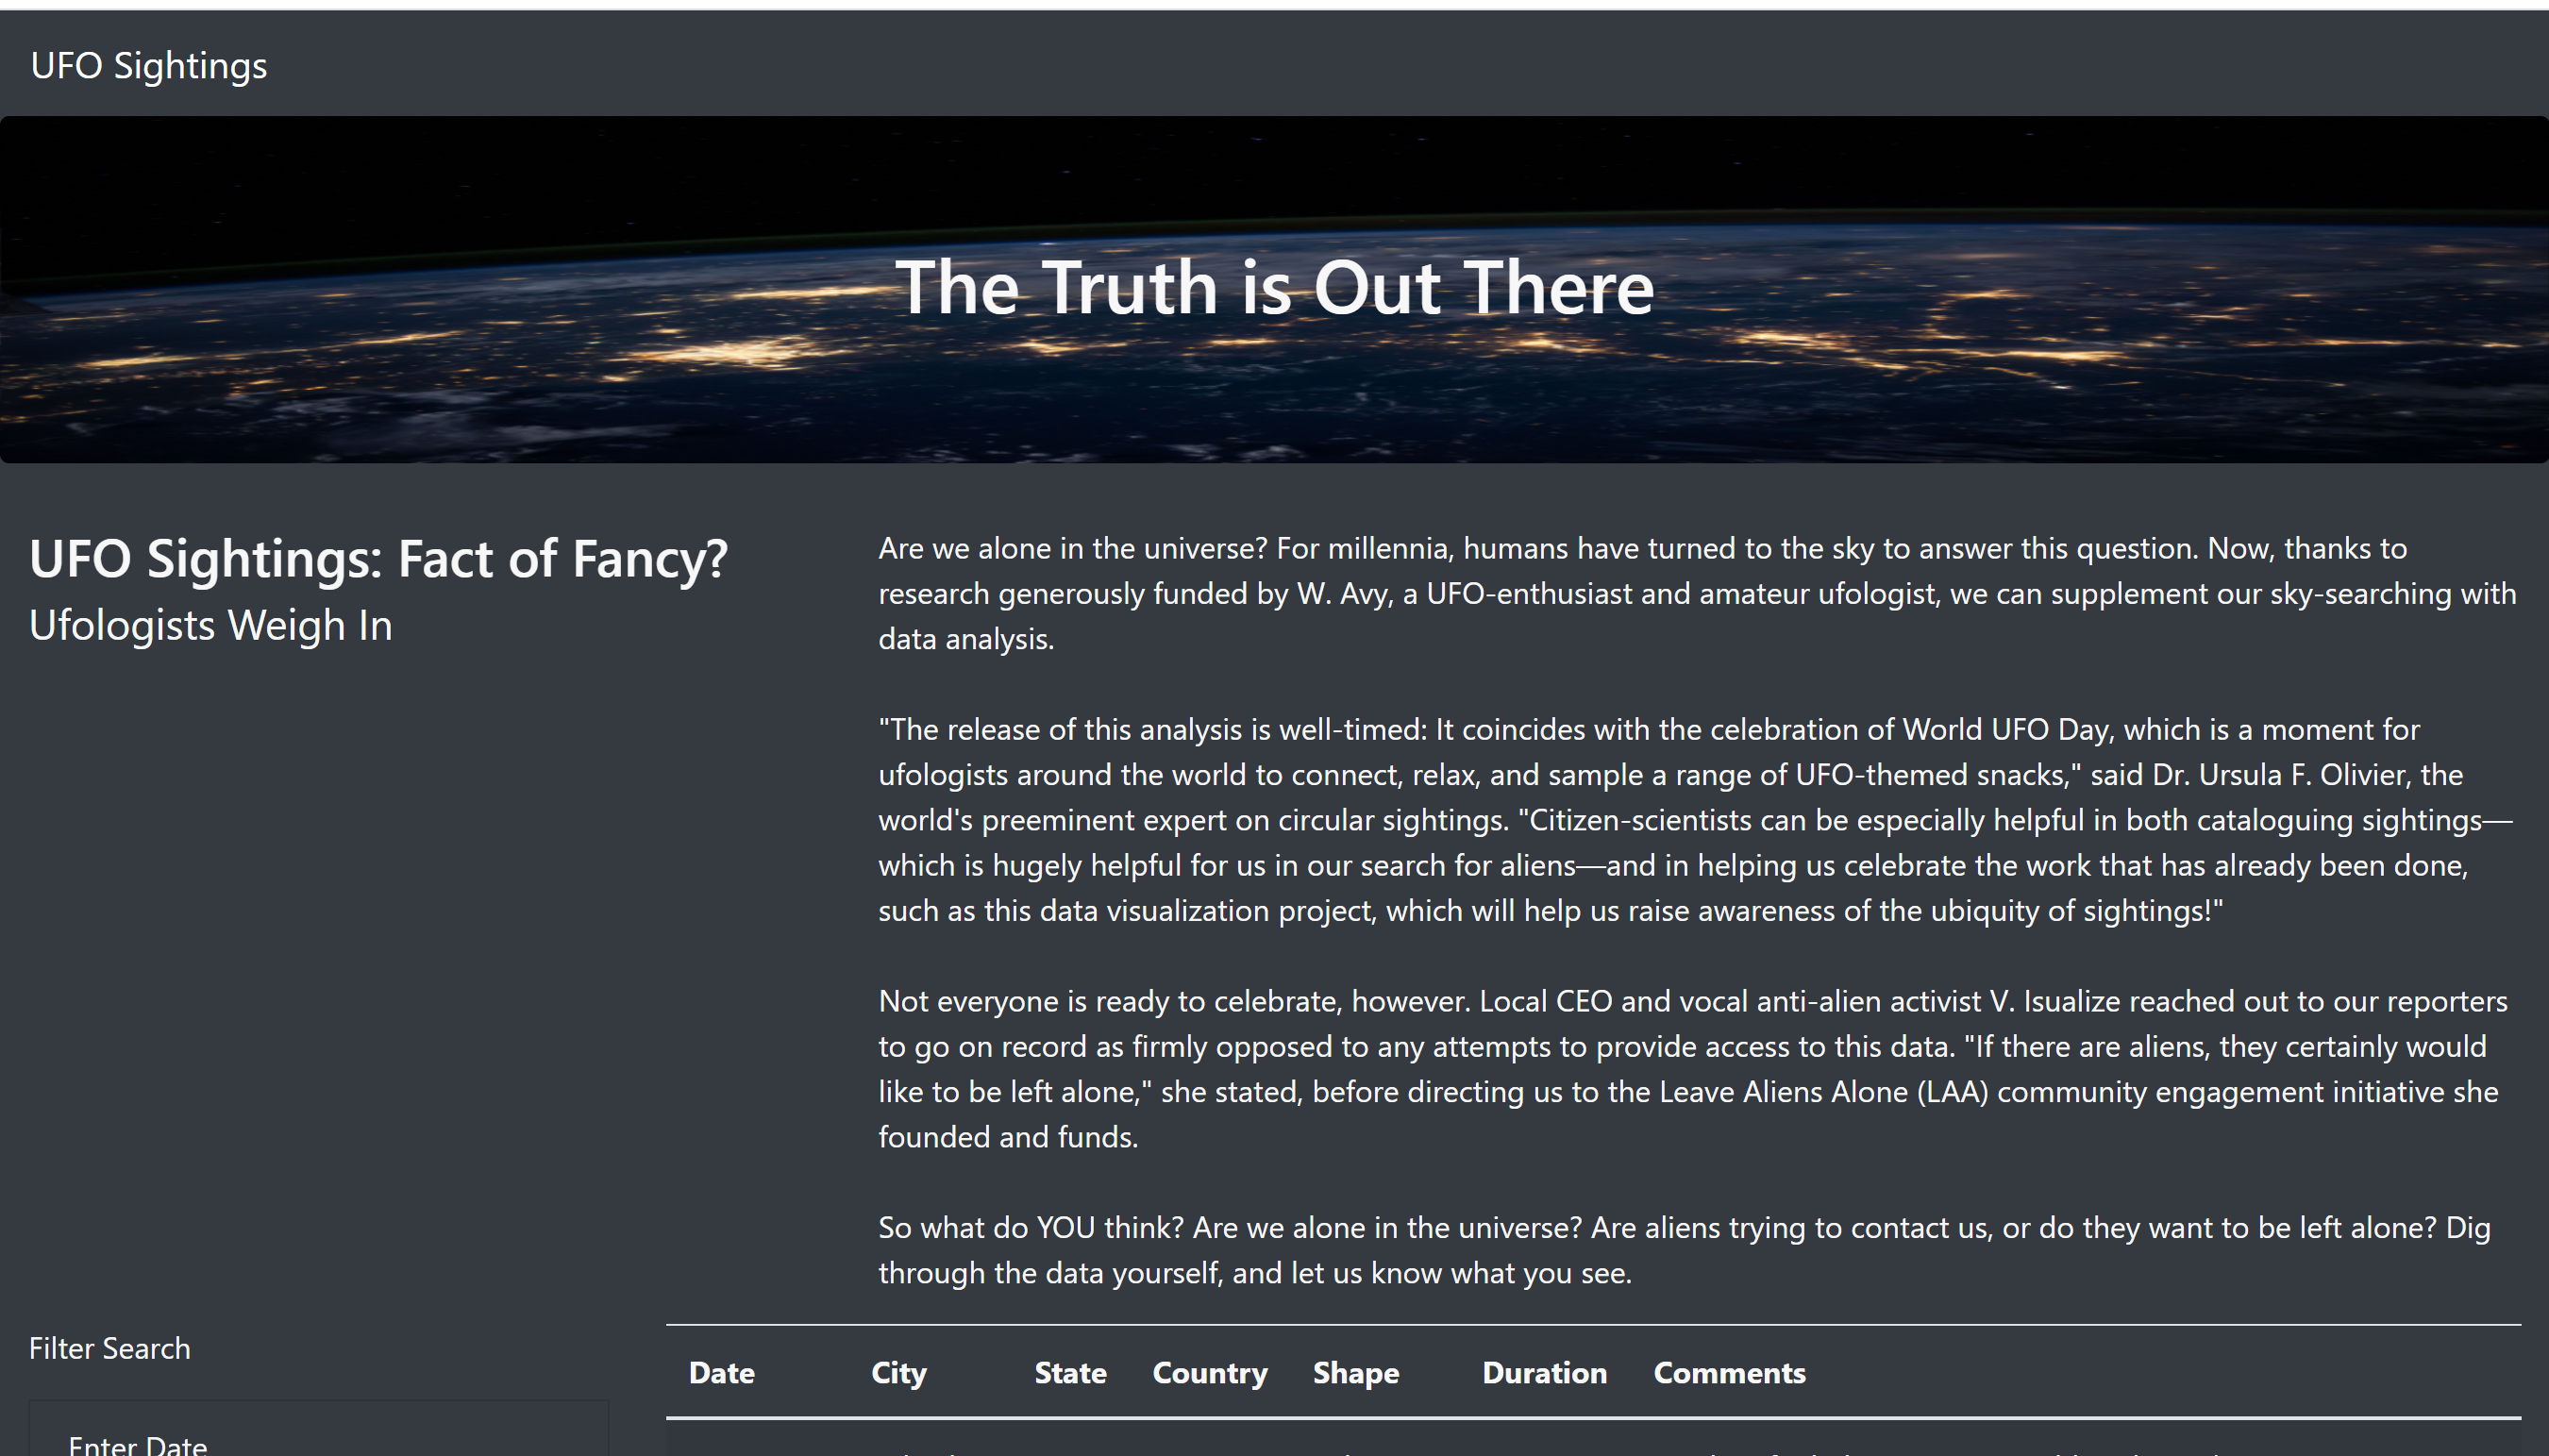 UFO Sightings
The Truth is Out There
UFO Sightings: Fact of Fancy?
Ufologists Weigh In
Are we alone in the universe? For millennia, humans have turned to the sky to answer this question. Now, thanks to
research generously funded by W. Avy, a UFO-enthusiast and amateur ufologist, we can supplement our sky-searching with
data analysis.
"The release of this analysis is well-timed: It coincides with the celebration of World UFO Day, which is a moment for
ufologists around the world to connect, relax, and sample a range of UFO-themed snacks," said Dr. Ursula F. Olivier, the
world's preeminent expert on circular sightings. "Citizen-scientists can be especially helpful in both cataloguing sightings—
which is hugely helpful for us in our search for aliens—and in helping us celebrate the work that has already been done,
such as this data visualization project, which will help us raise awareness of the ubiquity of sightings!"
Not everyone is ready to celebrate, however. Local CEO and vocal anti-alien activist V. Isualize reached out to our reporters
to go on record as firmly opposed to any attempts to provide access to this data. "If there are aliens, they certainly would
like to be left alone," she stated, before directing us to the Leave Aliens Alone (LAA) community engagement initiative she
founded and funds.
So what do YOU think? Are we alone in the universe? Are aliens trying to contact us, or do they want to be left alone? Dig
through the data yourself, and let us know what you see.
Filter Search
Date City State Country Shape Duration Comments
Enter Date